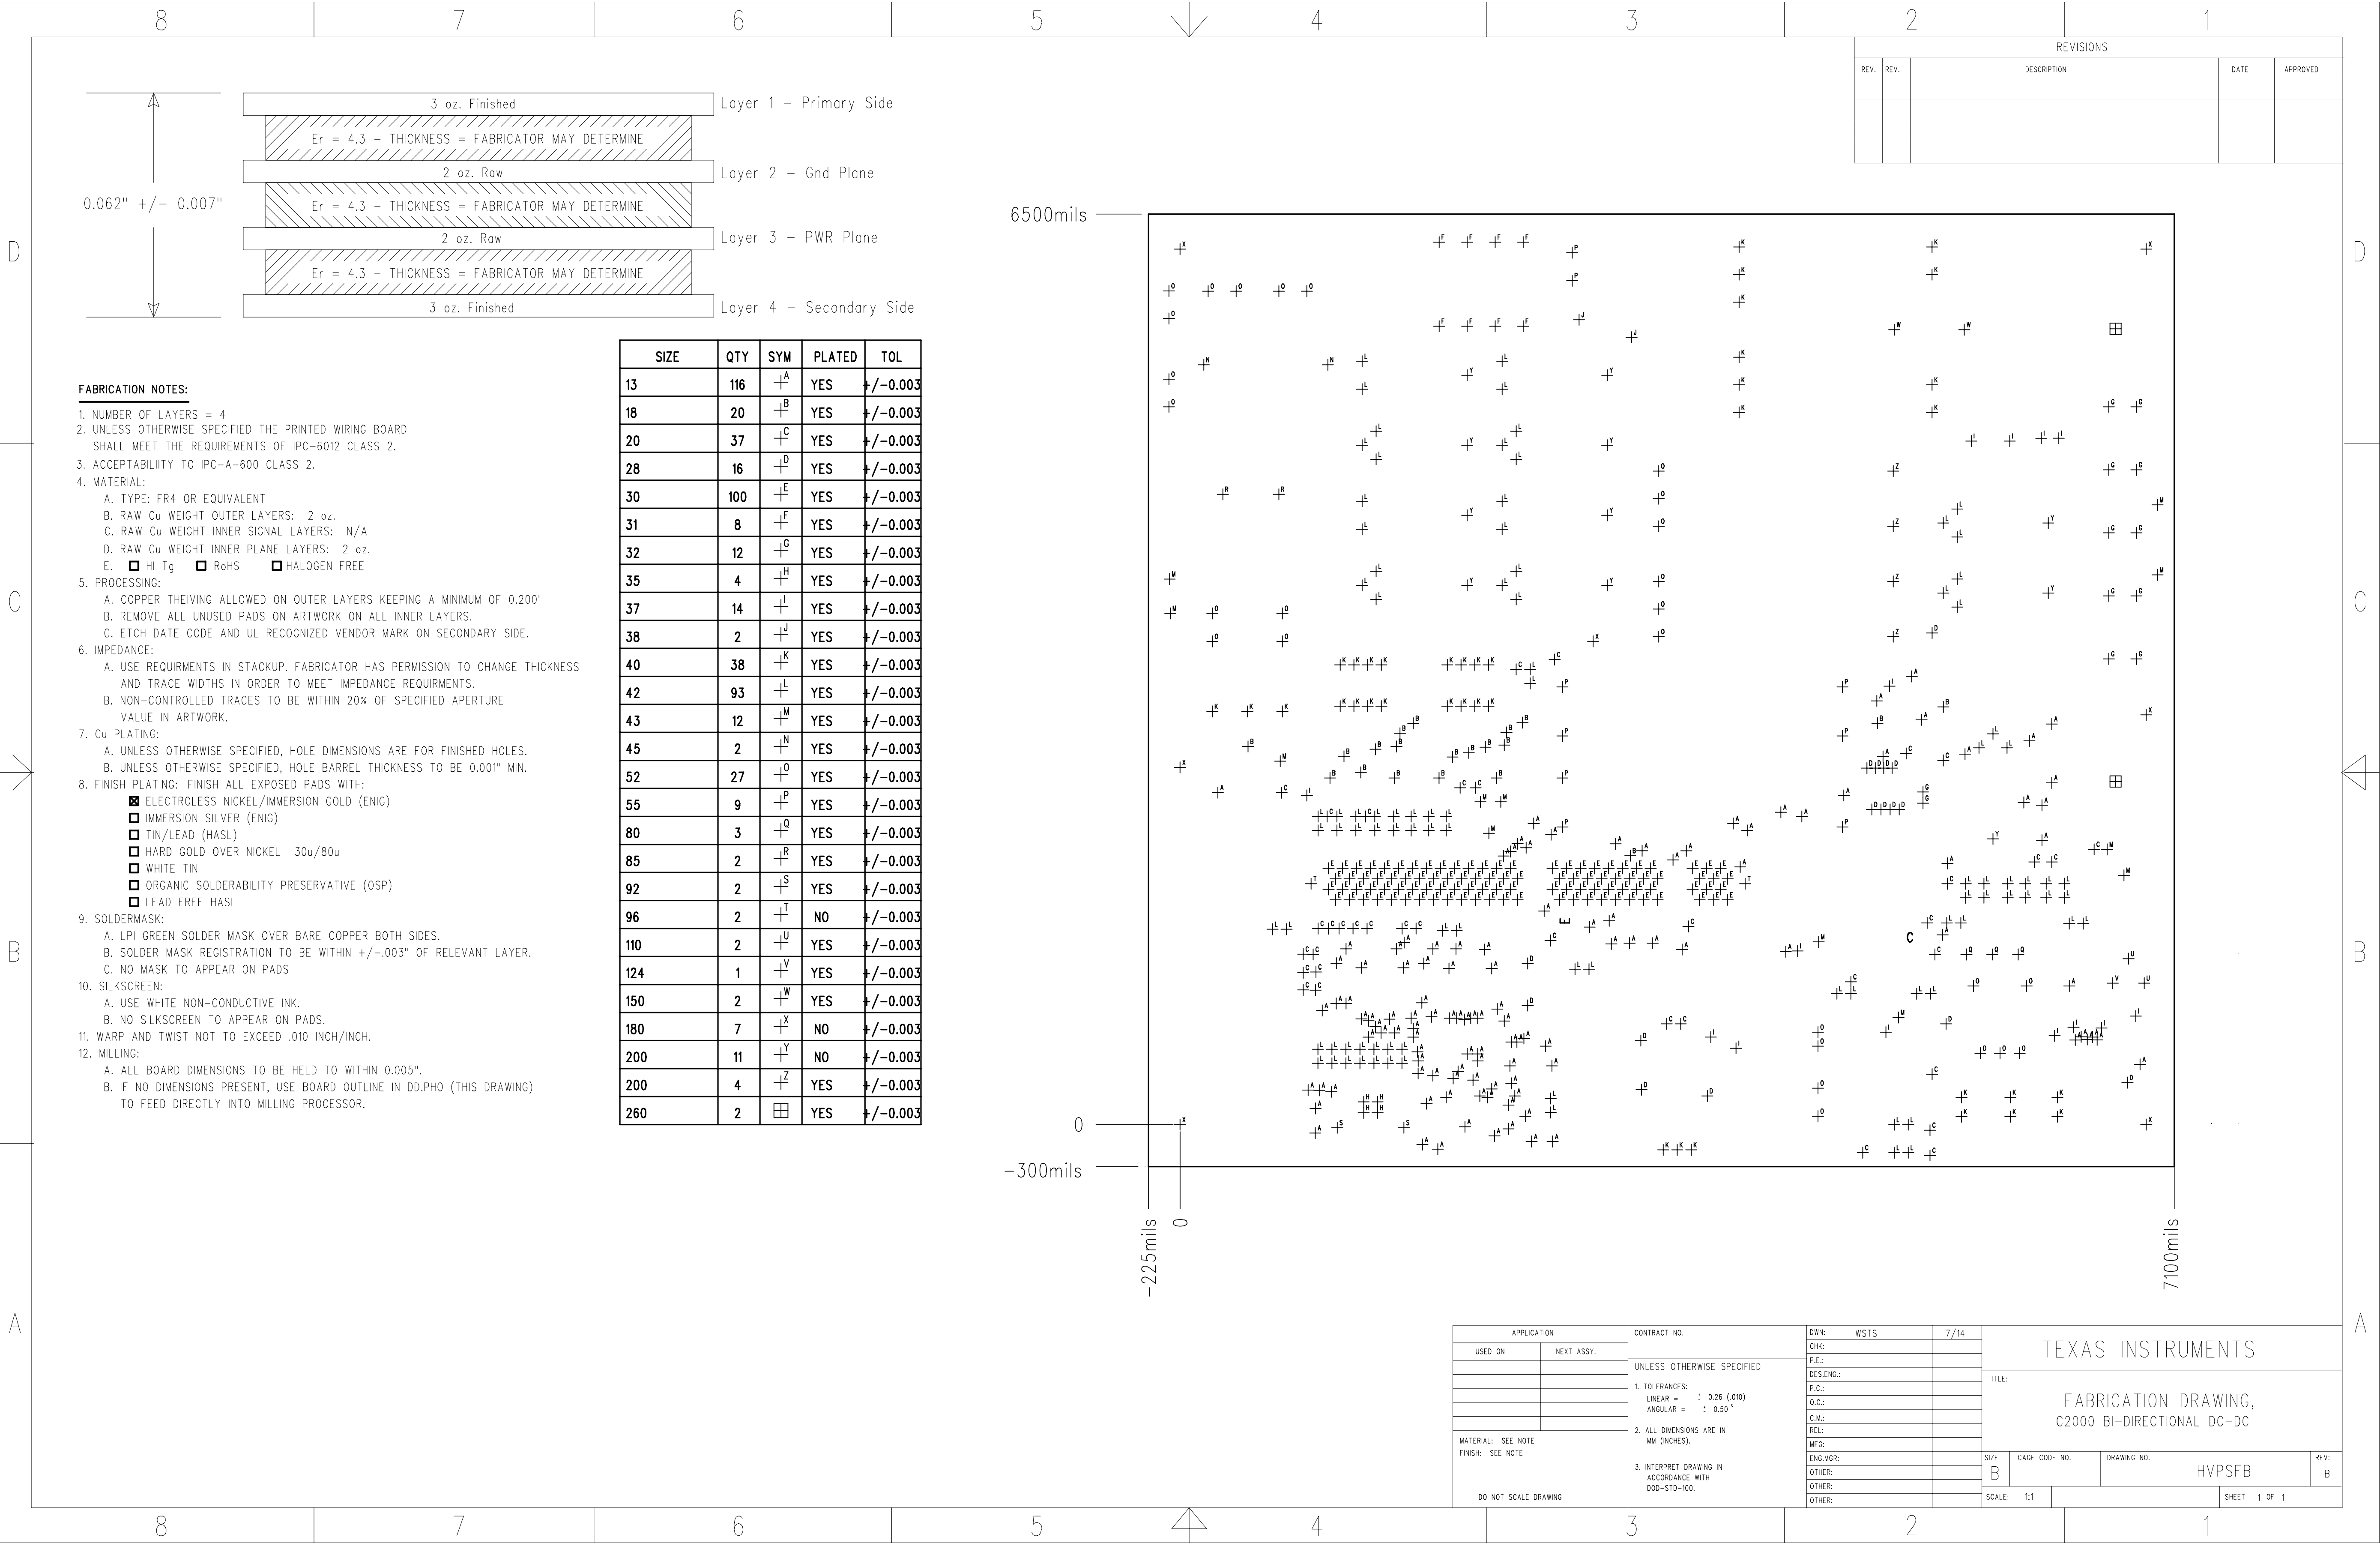 8 7 6 5 4 3 2 1
REVISIONS
REV. REV. DESCRIPTION DATE APPROVED
3 oz. Finished Layer 1 - Primary Side
Er = 4.3 - THICKNESS = FABRICATOR MAY DETERMINE
2 oz. Raw Layer 2 - Gnd Plane
0.062" +/- 0.007" Er = 4.3 - THICKNESS = FABRICATOR MAY DETERMINE
2 oz. Raw Layer 3 - PWR Plane
Er = 4.3 - THICKNESS = FABRICATOR MAY DETERMINE
3 oz. Finished Layer 4 - Secondary Side
D D
C C
B B
A A
FABRICATION NOTES:
1. NUMBER OF LAYERS = 4
2. UNLESS OTHERWISE SPECIFIED THE PRINTED WIRING BOARD
SHALL MEET THE REQUIREMENTS OF IPC-6012 CLASS 2.
3. ACCEPTABILIITY TO IPC-A-600 CLASS 2.
4. MATERIAL:
A. TYPE: FR4 OR EQUIVALENT
B. RAW Cu WEIGHT OUTER LAYERS: 2 oz.
C. RAW Cu WEIGHT INNER SIGNAL LAYERS: N/A
D. RAW Cu WEIGHT INNER PLANE LAYERS: 2 oz.
E. HI Tg RoHS HALOGEN FREE
5. PROCESSING:
A. COPPER THEIVING ALLOWED ON OUTER LAYERS KEEPING A MINIMUM OF 0.200'
B. REMOVE ALL UNUSED PADS ON ARTWORK ON ALL INNER LAYERS.
C. ETCH DATE CODE AND UL RECOGNIZED VENDOR MARK ON SECONDARY SIDE.
6. IMPEDANCE:
A. USE REQUIRMENTS IN STACKUP. FABRICATOR HAS PERMISSION TO CHANGE THICKNESS
AND TRACE WIDTHS IN ORDER TO MEET IMPEDANCE REQUIRMENTS.
B. NON-CONTROLLED TRACES TO BE WITHIN 20% OF SPECIFIED APERTURE
VALUE IN ARTWORK.
7. Cu PLATING:
A. UNLESS OTHERWISE SPECIFIED, HOLE DIMENSIONS ARE FOR FINISHED HOLES.
B. UNLESS OTHERWISE SPECIFIED, HOLE BARREL THICKNESS TO BE 0.001" MIN.
8. FINISH PLATING: FINISH ALL EXPOSED PADS WITH:
ELECTROLESS NICKEL/IMMERSION GOLD (ENIG)
IMMERSION SILVER (ENIG)
TIN/LEAD (HASL)
HARD GOLD OVER NICKEL 30u/80u
WHITE TIN
ORGANIC SOLDERABILITY PRESERVATIVE (OSP)
LEAD FREE HASL
9. SOLDERMASK:
A. LPI GREEN SOLDER MASK OVER BARE COPPER BOTH SIDES.
B. SOLDER MASK REGISTRATION TO BE WITHIN +/-.003" OF RELEVANT LAYER.
C. NO MASK TO APPEAR ON PADS
10. SILKSCREEN:
A. USE WHITE NON-CONDUCTIVE INK.
B. NO SILKSCREEN TO APPEAR ON PADS.
11. WARP AND TWIST NOT TO EXCEED .010 INCH/INCH.
12. MILLING:
A. ALL BOARD DIMENSIONS TO BE HELD TO WITHIN 0.005".
B. IF NO DIMENSIONS PRESENT, USE BOARD OUTLINE IN DD.PHO (THIS DRAWING)
TO FEED DIRECTLY INTO MILLING PROCESSOR.
SIZE QTY SYM PLATED TOL
13 116 A YES +/-0.003
18 20 B YES +/-0.003
20 37 C YES +/-0.003
28 16 D YES +/-0.003
30 100 E YES +/-0.003
31 8 F YES +/-0.003
32 12 G YES +/-0.003
35 4 H YES +/-0.003
37 14 I YES +/-0.003
38 2 J YES +/-0.003
40 38 K YES +/-0.003
42 93 L YES +/-0.003
43 12 M YES +/-0.003
45 2 N YES +/-0.003
52 27 O YES +/-0.003
55 9 P YES +/-0.003
80 3 Q YES +/-0.003
85 2 R YES +/-0.003
92 2 S YES +/-0.003
96 2 T NO +/-0.003
110 2 U YES +/-0.003
124 1 V YES +/-0.003
150 2 W YES +/-0.003
180 7 X NO +/-0.003
200 11 Y NO +/-0.003
200 4 Z YES +/-0.003
260 2 YES +/-0.003
6500mils
0
-300mils
-225mils
0
7100mils
E
C
APPLICATION
USED ON NEXT ASSY.
MATERIAL: SEE NOTE
FINISH: SEE NOTE
DO NOT SCALE DRAWING
CONTRACT NO.
UNLESS OTHERWISE SPECIFIED
1. TOLERANCES:
LINEAR = ± 0.26 (.010)
ANGULAR = ± 0.50 °
2. ALL DIMENSIONS ARE IN
MM (INCHES).
3. INTERPRET DRAWING IN
ACCORDANCE WITH
DOD-STD-100.
DWN: WSTS 7/14
CHK:
P.E.:
DES.ENG.:
P.C.:
Q.C.:
C.M.:
REL:
MFG:
ENG.MGR:
OTHER:
OTHER:
OTHER:
TEXAS INSTRUMENTS
TITLE:
FABRICATION DRAWING,
C2000 BI-DIRECTIONAL DC-DC
SIZE CAGE CODE NO. DRAWING NO. REV:
B HVPSFB B
SCALE: 1:1 SHEET 1 OF 1
8 7 6 5 4 3 2 1